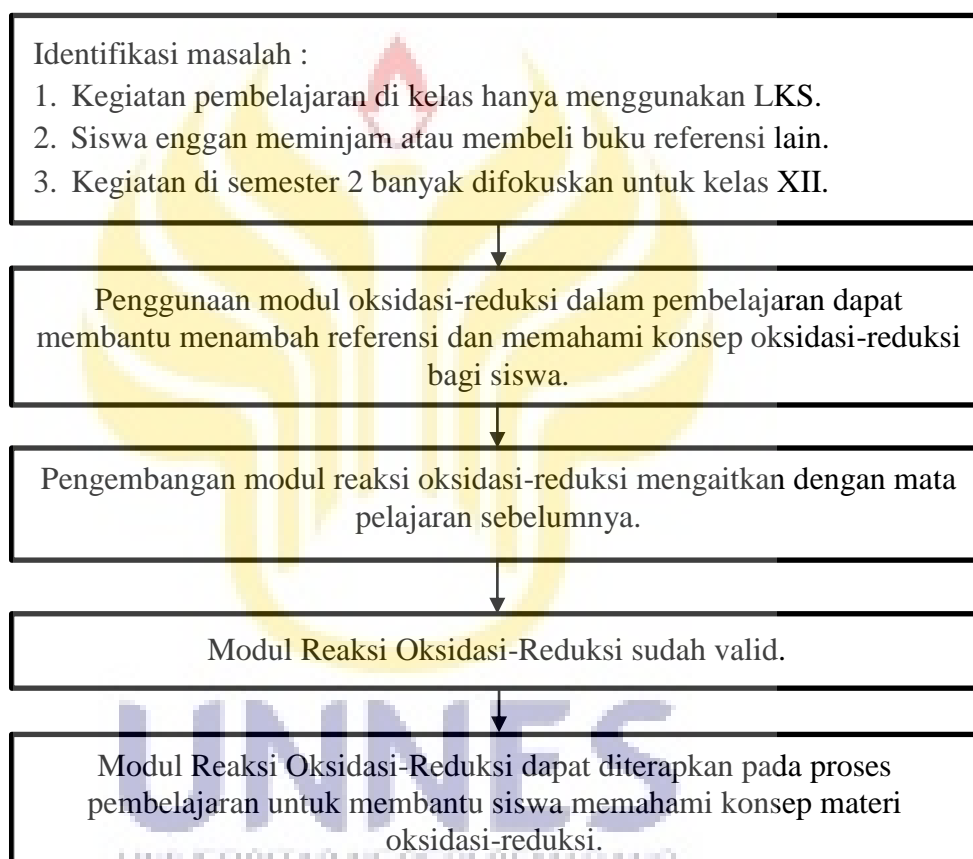 Identifikasi masalah :
1. Kegiatan pembelajaran di kelas hanya menggunakan LKS.
2. Siswa enggan meminjam atau membeli buku referensi lain.
3. Kegiatan di semester 2 banyak difokuskan untuk kelas XII.
Penggunaan modul oksidasi-reduksi dalam pembelajaran dapat
membantu menambah referensi dan memahami konsep oksidasi-reduksi
bagi siswa.
Pengembangan modul reaksi oksidasi-reduksi mengaitkan dengan mata
pelajaran sebelumnya.
Modul Reaksi Oksidasi-Reduksi sudah valid.
UNNES
Modul Reaksi Oksidasi-Reduksi dapat diterapkan pada proses
pembelajaran untuk membantu siswa memahami konsep materi
oksidasi-reduksi.